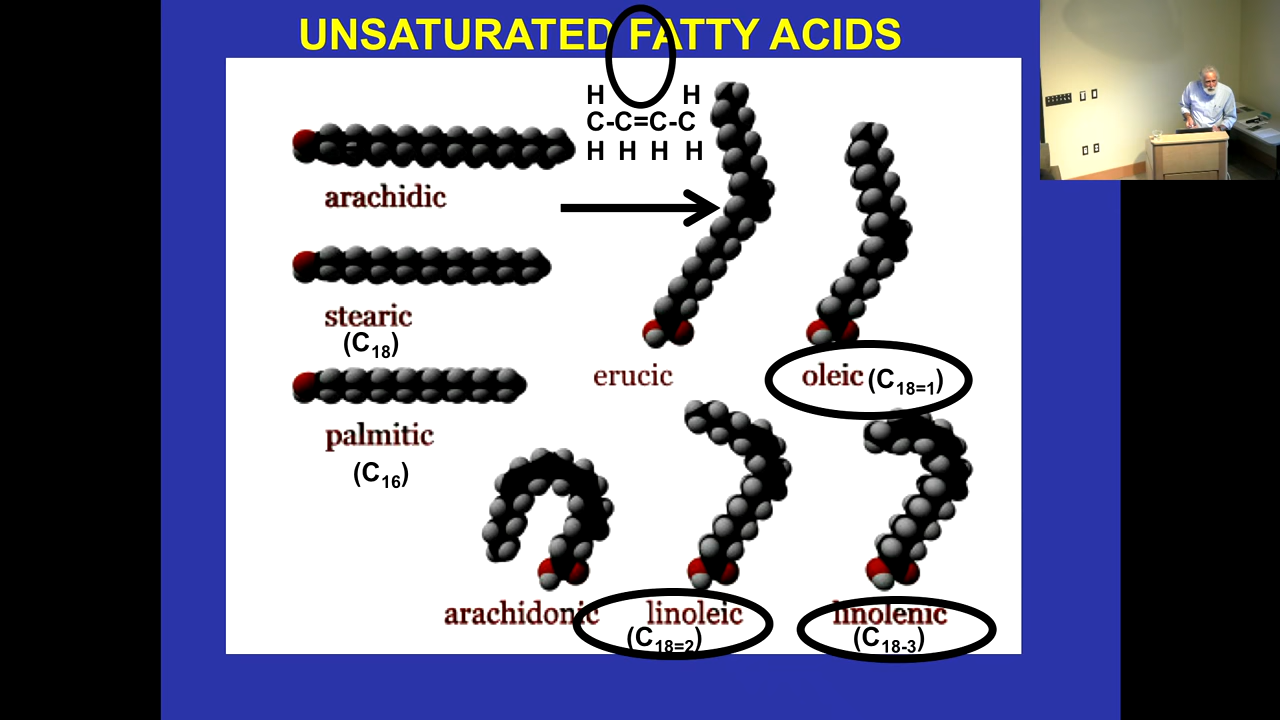 UNSATURATED FATTY ACIDS
H H
C-C=C-C
H H H H
arachidic
stearic
(C18)
palmitic
(C16)
erucic
oleic (C18=1)
arachidonic
linoleic
(C18=2)
linolenic
(C18-3)